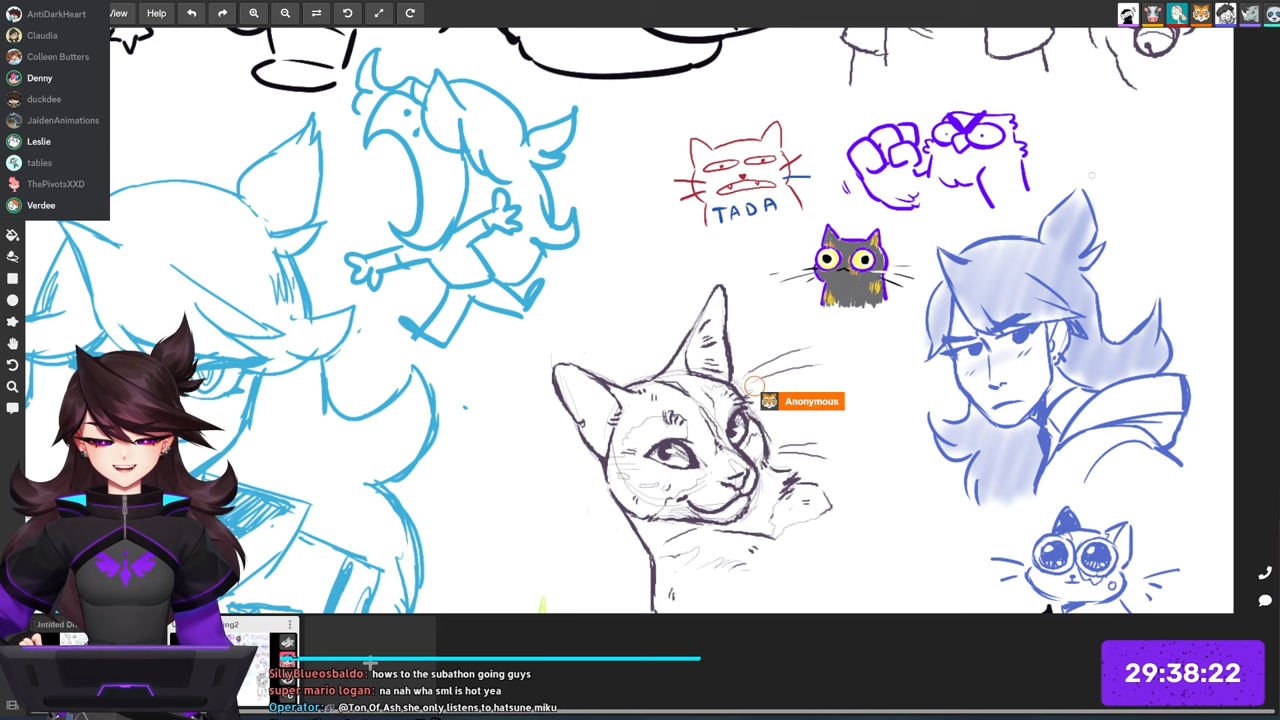 AntiDarkHeart
View
Help
Claudia
Colleen Butters
Denny
duckdee
JaidenAnimations
Leslie
tables
ThePivotsXXD
Verdee
TADA
Anonymous
Untitled
ng2
SillyBlueosbaldo: hows to the subathon going guys
super mario logan: na nah wha sml is hot yea
Operator: @Ton Of Ash she only listens to hatsune miku
29:38:22